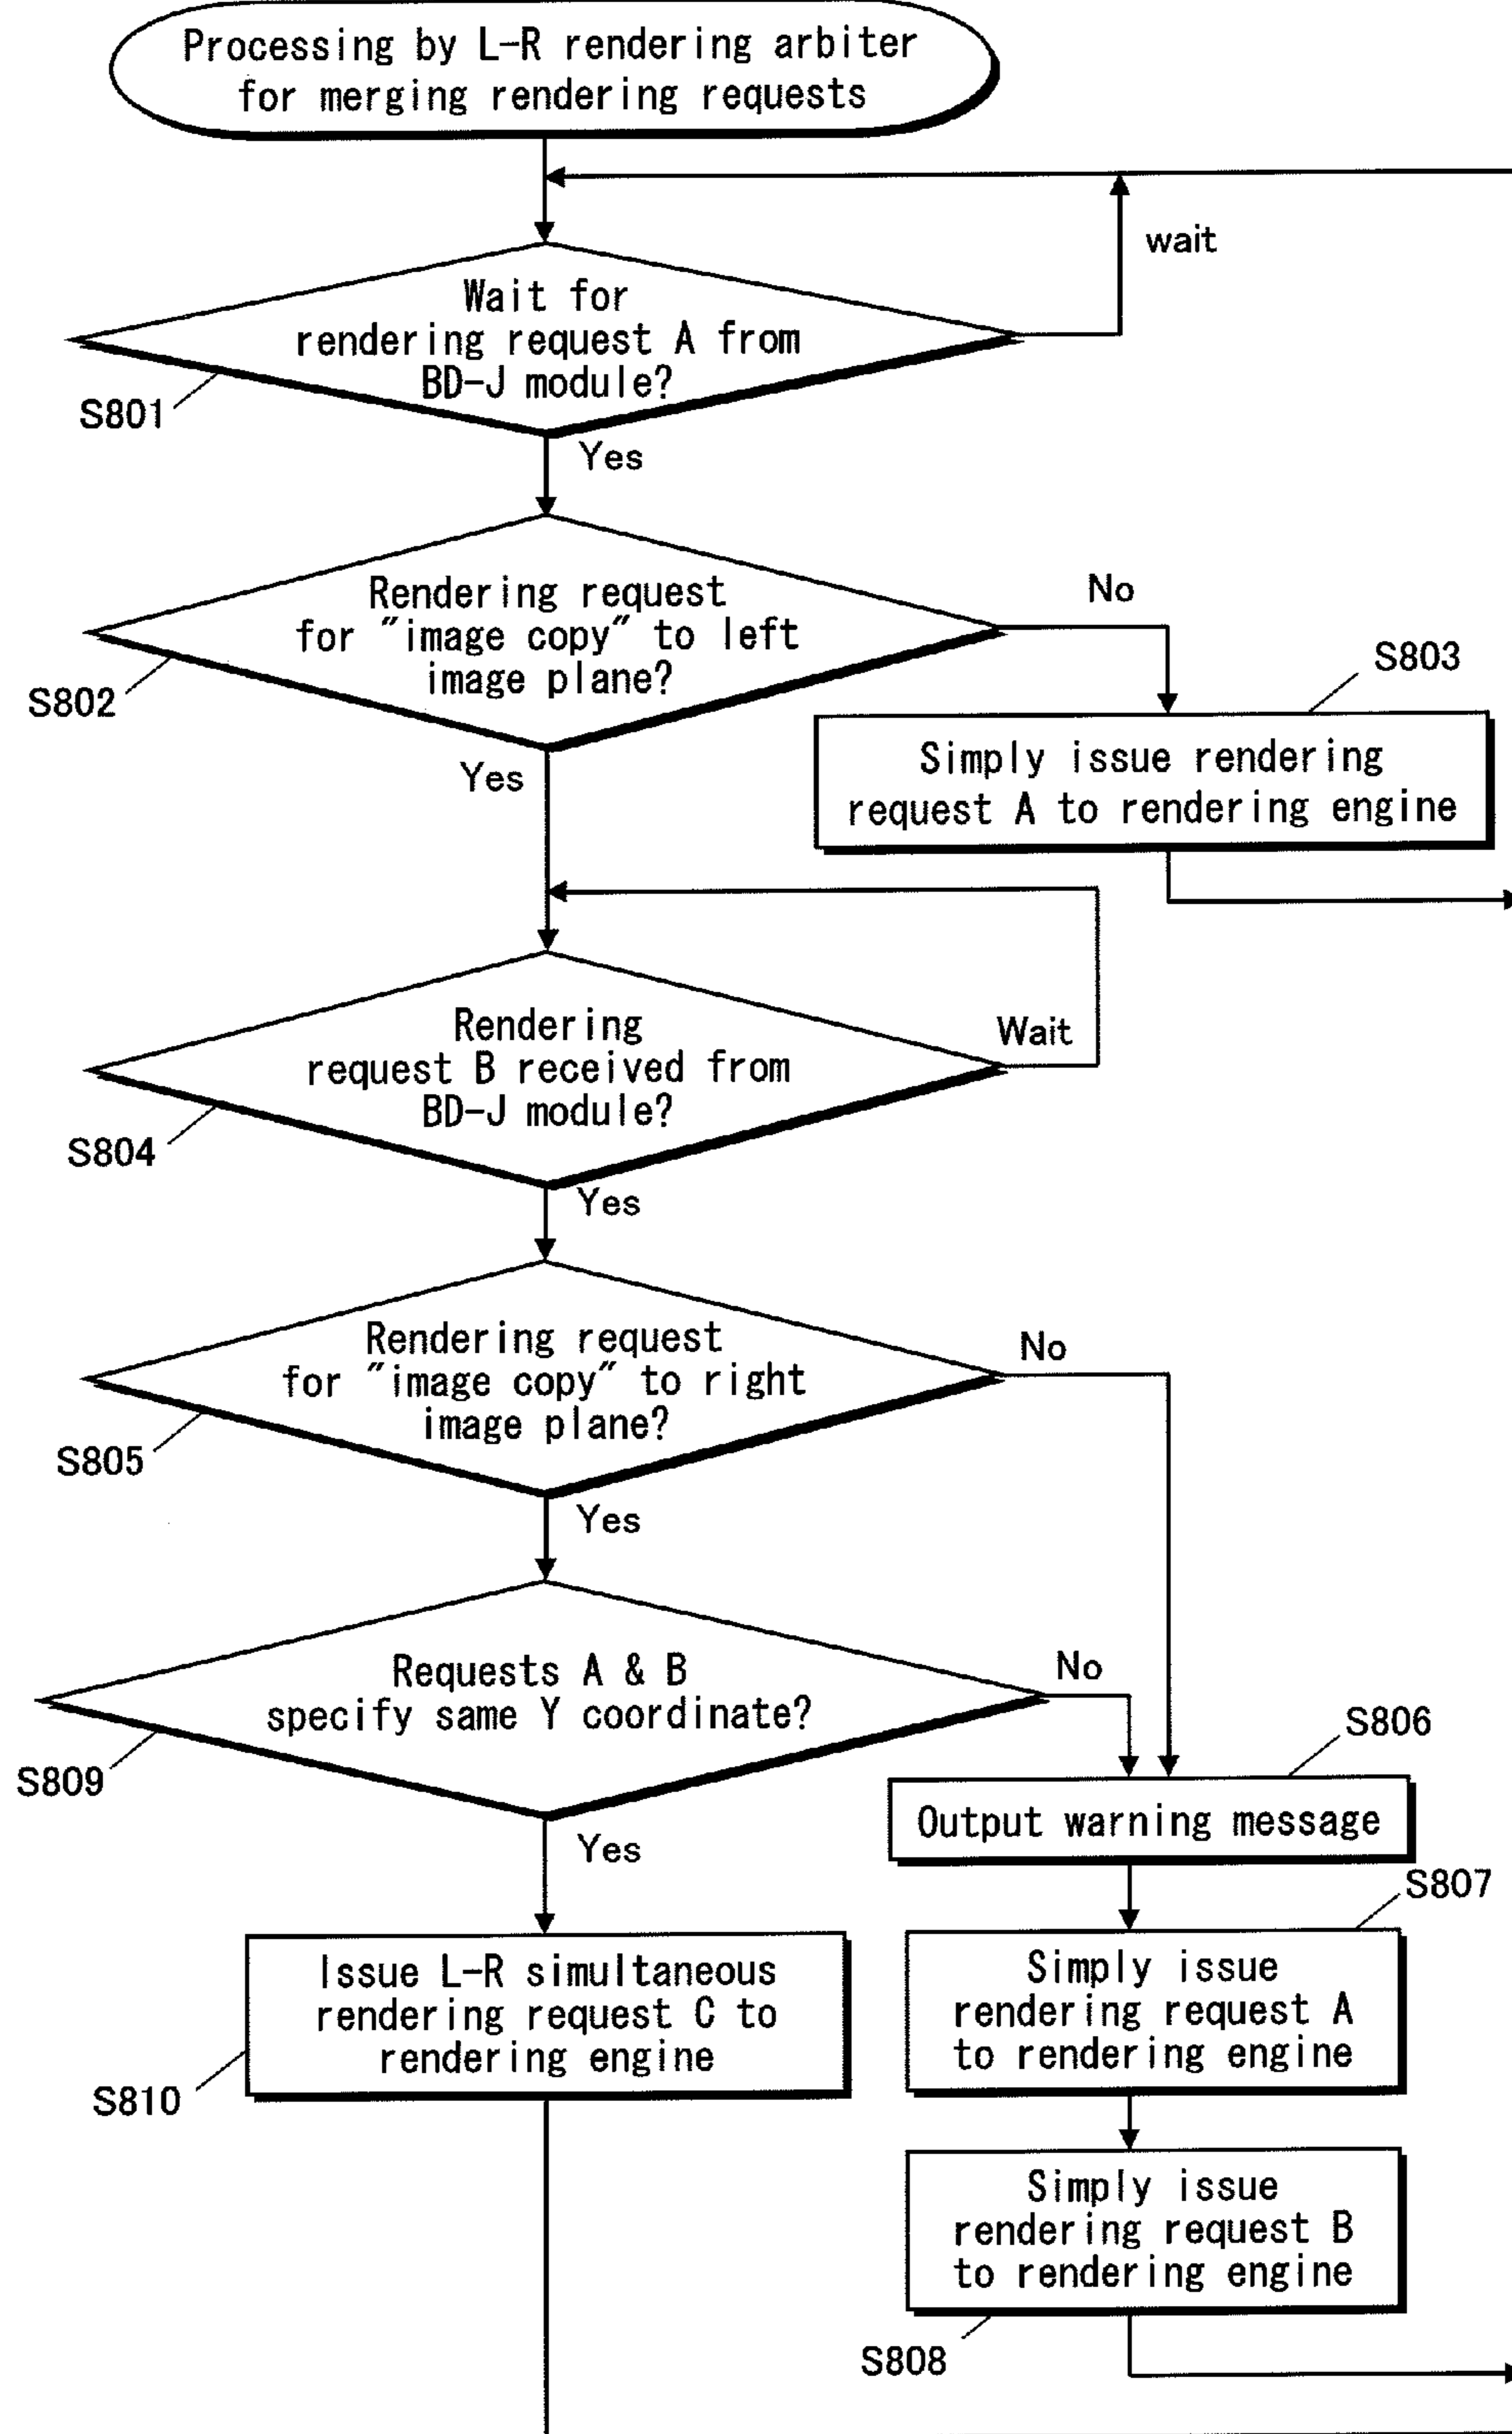 Processing by L-R rendering arbiter
for merging rendering requests
wait
Wait for
rendering request A from
BD-J module?
S801
Yes
Rendering request
for "image copy" to left
image plane?
No
S802
S803
Simply issue rendering
request A to rendering engine
Yes
Rendering
request B received from
BD-J module?
Wait
S804
Yes
Rendering request
for "image copy" to right
image plane?
No
S805
Yes
Requests A & B
specify same Y coordinate?
No
S809
S806
Output warning message
Yes
S807
Issue L-R simultaneous
rendering request C to
rendering engine
S810
Simply issue
rendering request A
to rendering engine
Simply issue
rendering request B
to rendering engine
S808